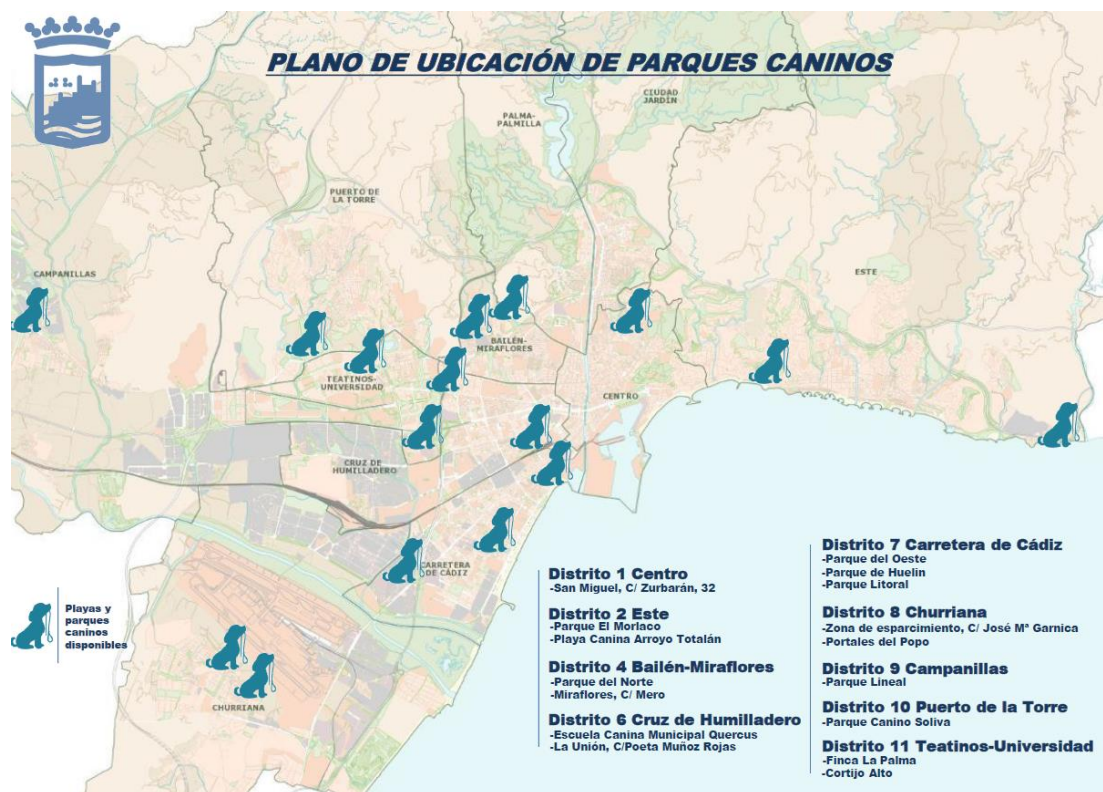 PLANO DE UBICACIÓN DE PARQUES CANINOS
CIUDAD
JARDÍN
PALMA-
PALMILLA
PUERTO DE
LA TORRE
CAMPANILLAS
ESTE
BAILÉN-
MIRAFLORES
TEATINOS-
UNIVERSIDAD
CENTRO
CRUZ DE
HUMILLADERO
CARRETERA
DE CÁDIZ
CHURRIANA
Playas y
parques
caninos
disponibles
Distrito 1 Centro
-San Miguel, C/ Zurbarán, 32
Distrito 2 Este
-Parque El Morlaco
-Playa Canina Arroyo Totalán
Distrito 4 Bailén-Miraflores
-Parque del Norte
-Miraflores, C/ Mero
Distrito 6 Cruz de Humilladero
-Escuela Canina Municipal Quercus
-La Unión, C/Poeta Muñoz Rojas
Distrito 7 Carretera de Cádiz
-Parque del Oeste
-Parque de Huelin
-Parque Litoral
Distrito 8 Churriana
-Zona de esparcimiento, C/ José Mª Garnica
-Portales del Popo
Distrito 9 Campanillas
-Parque Lineal
Distrito 10 Puerto de la Torre
-Parque Canino Soliva
Distrito 11 Teatinos-Universidad
-Finca La Palma
-Cortijo Alto